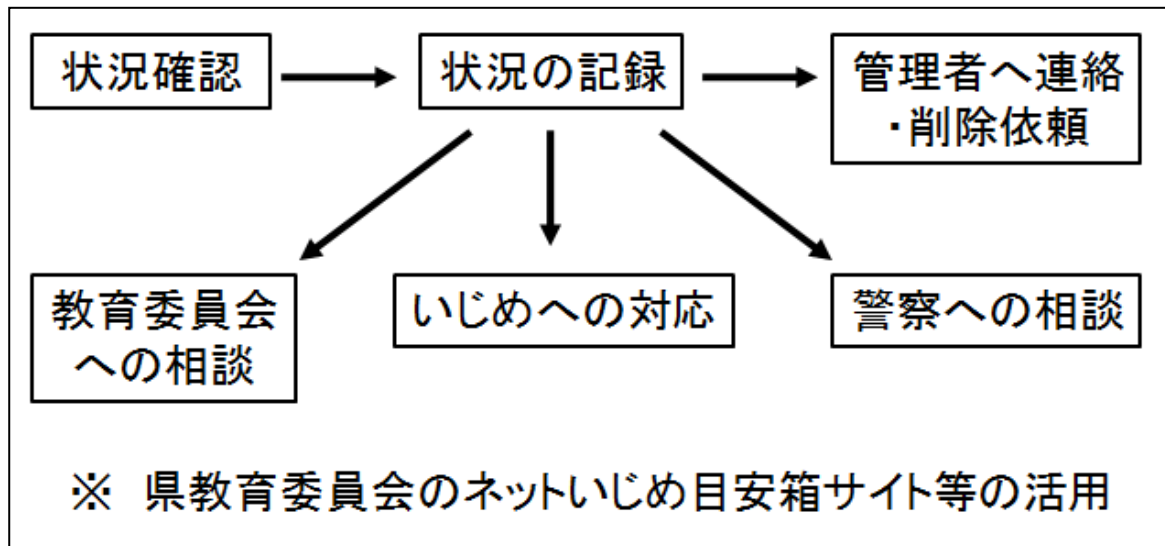 状況確認
状況の記録
管理者へ連絡
・削除依頼
教育委員会
への相談
いじめへの対応
警察への相談
※ 県教育委員会のネットいじめ目安箱サイト等の活用